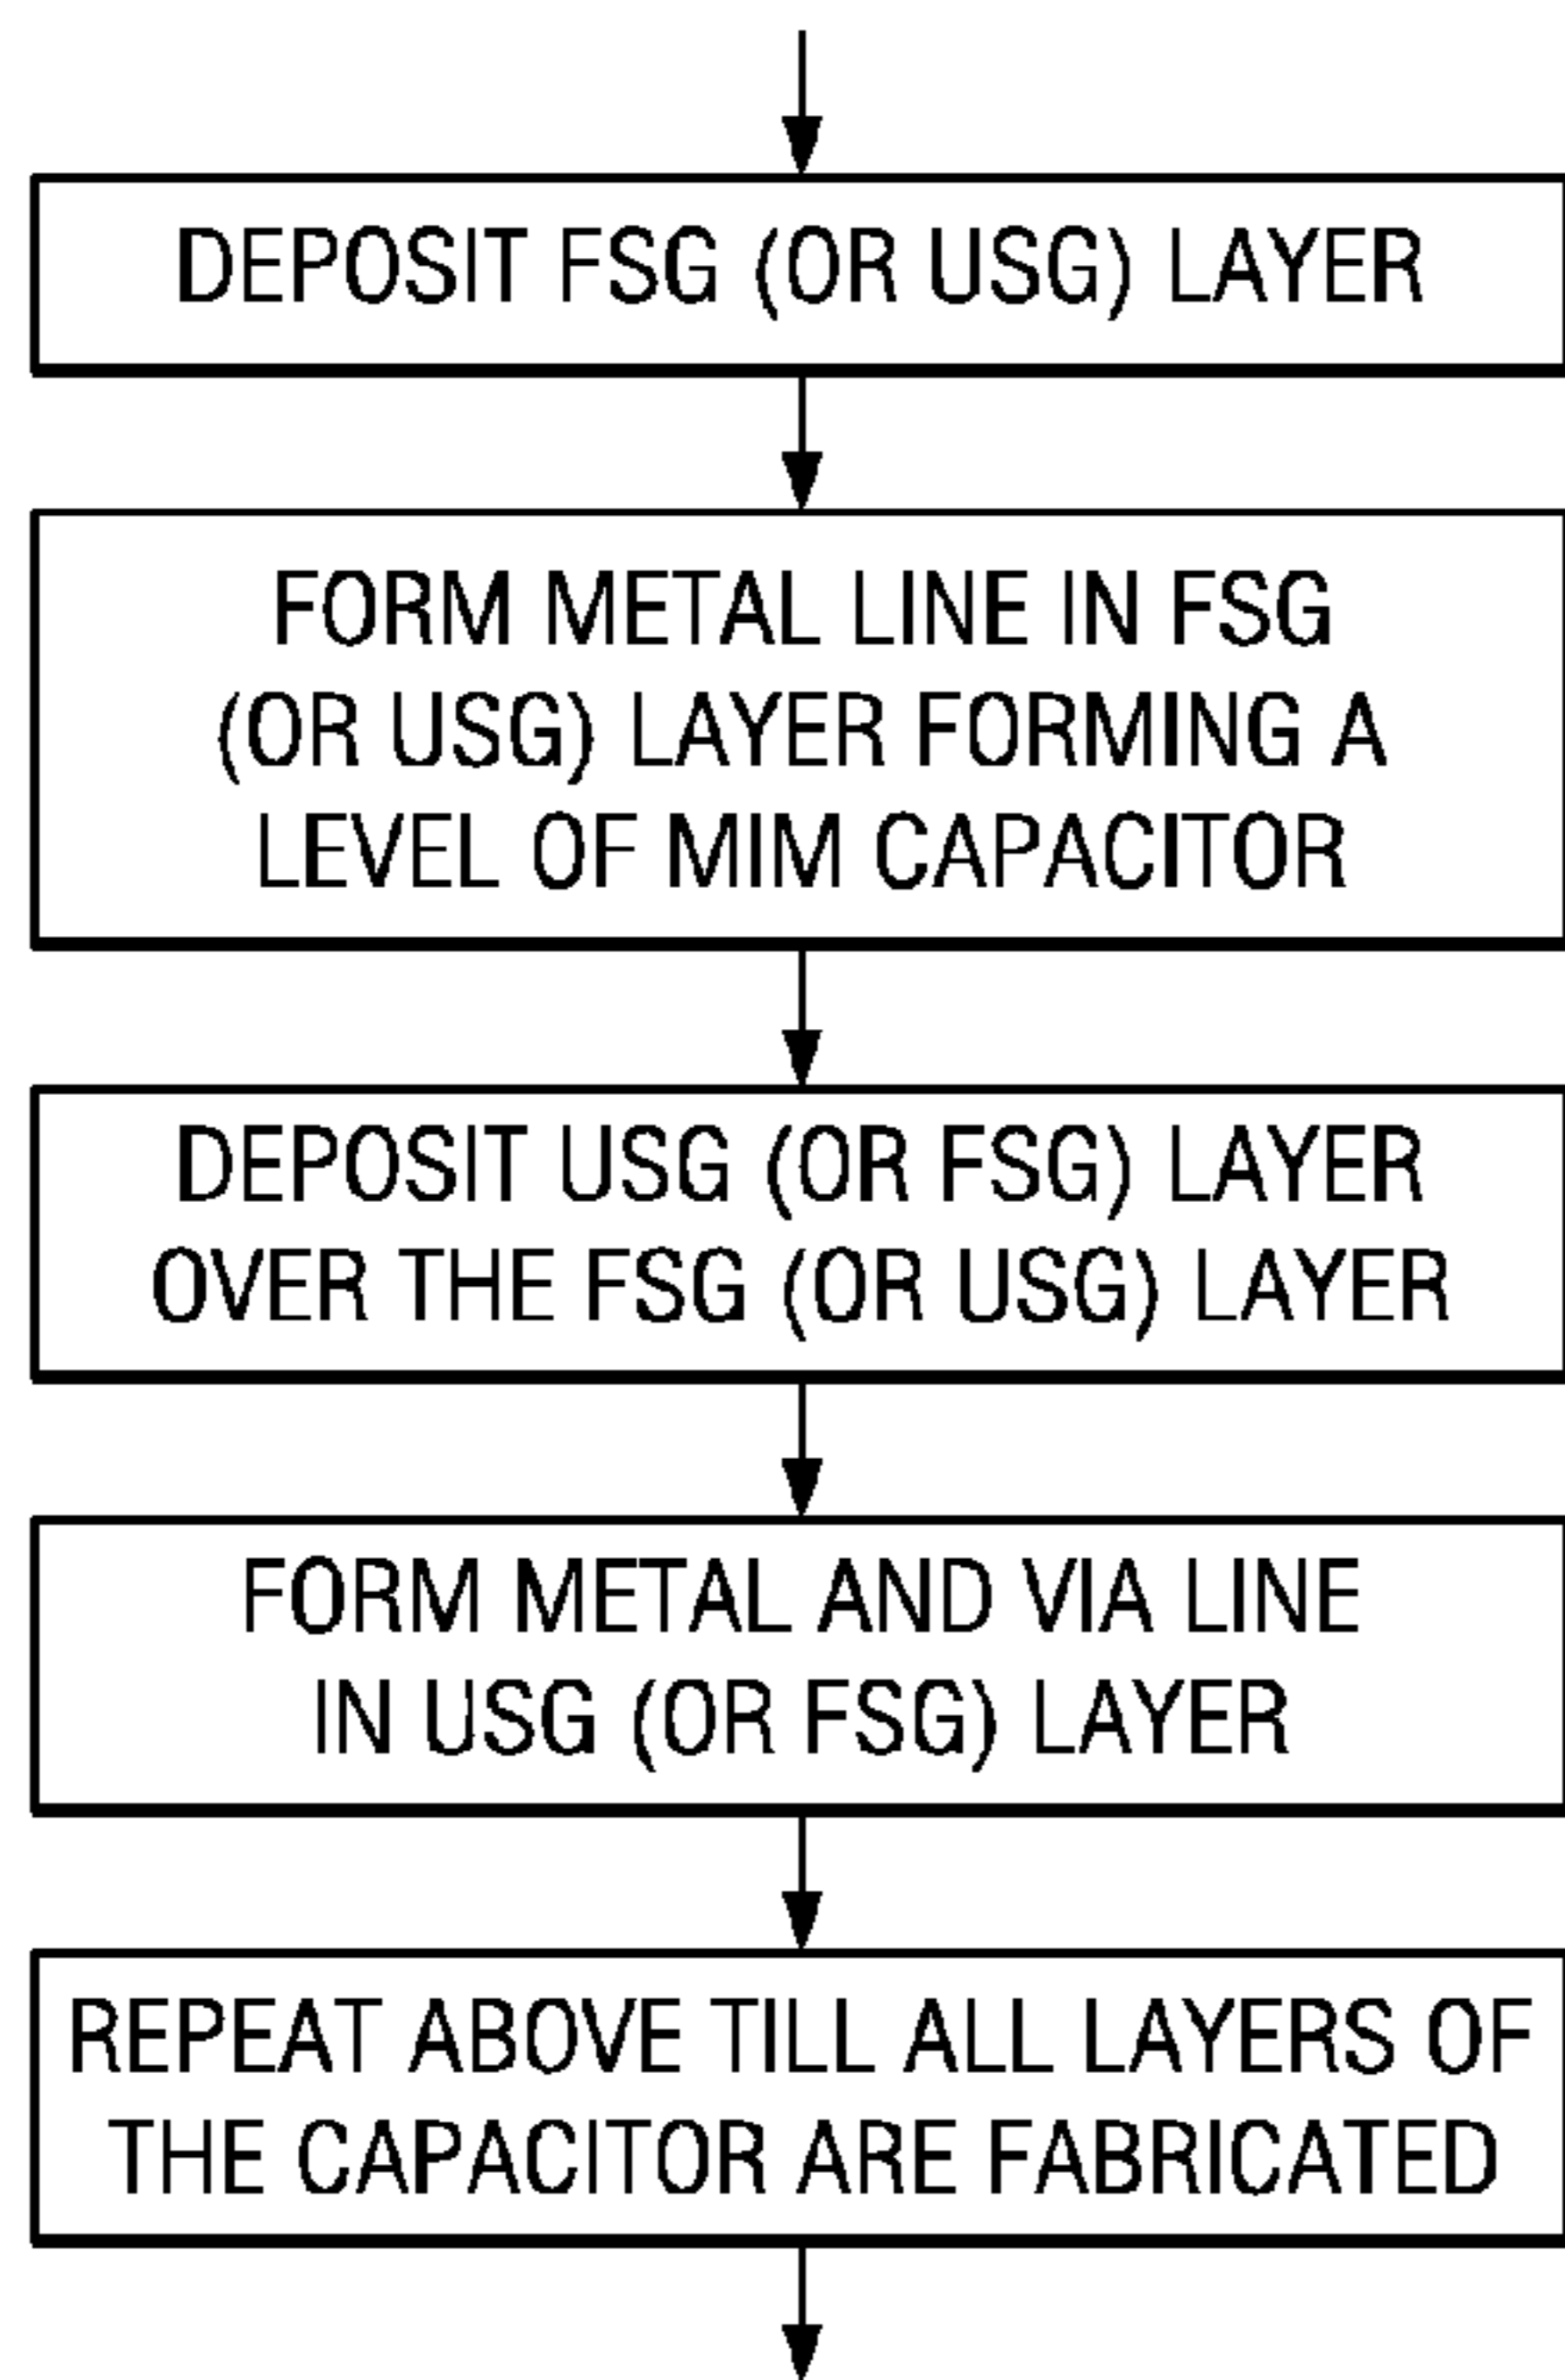 DEPOSIT FSG (OR USG) LAYER
FORM METAL LINE IN FSG
(OR USG) LAYER FORMING A
LEVEL OF MIM CAPACITOR
DEPOSIT USG (OR FSG) LAYER
OVER THE FSG (OR USG) LAYER
FORM METAL AND VIA LINE
IN USG (OR FSG) LAYER
REPEAT ABOVE TILL ALL LAYERS OF
THE CAPACITOR ARE FABRICATED